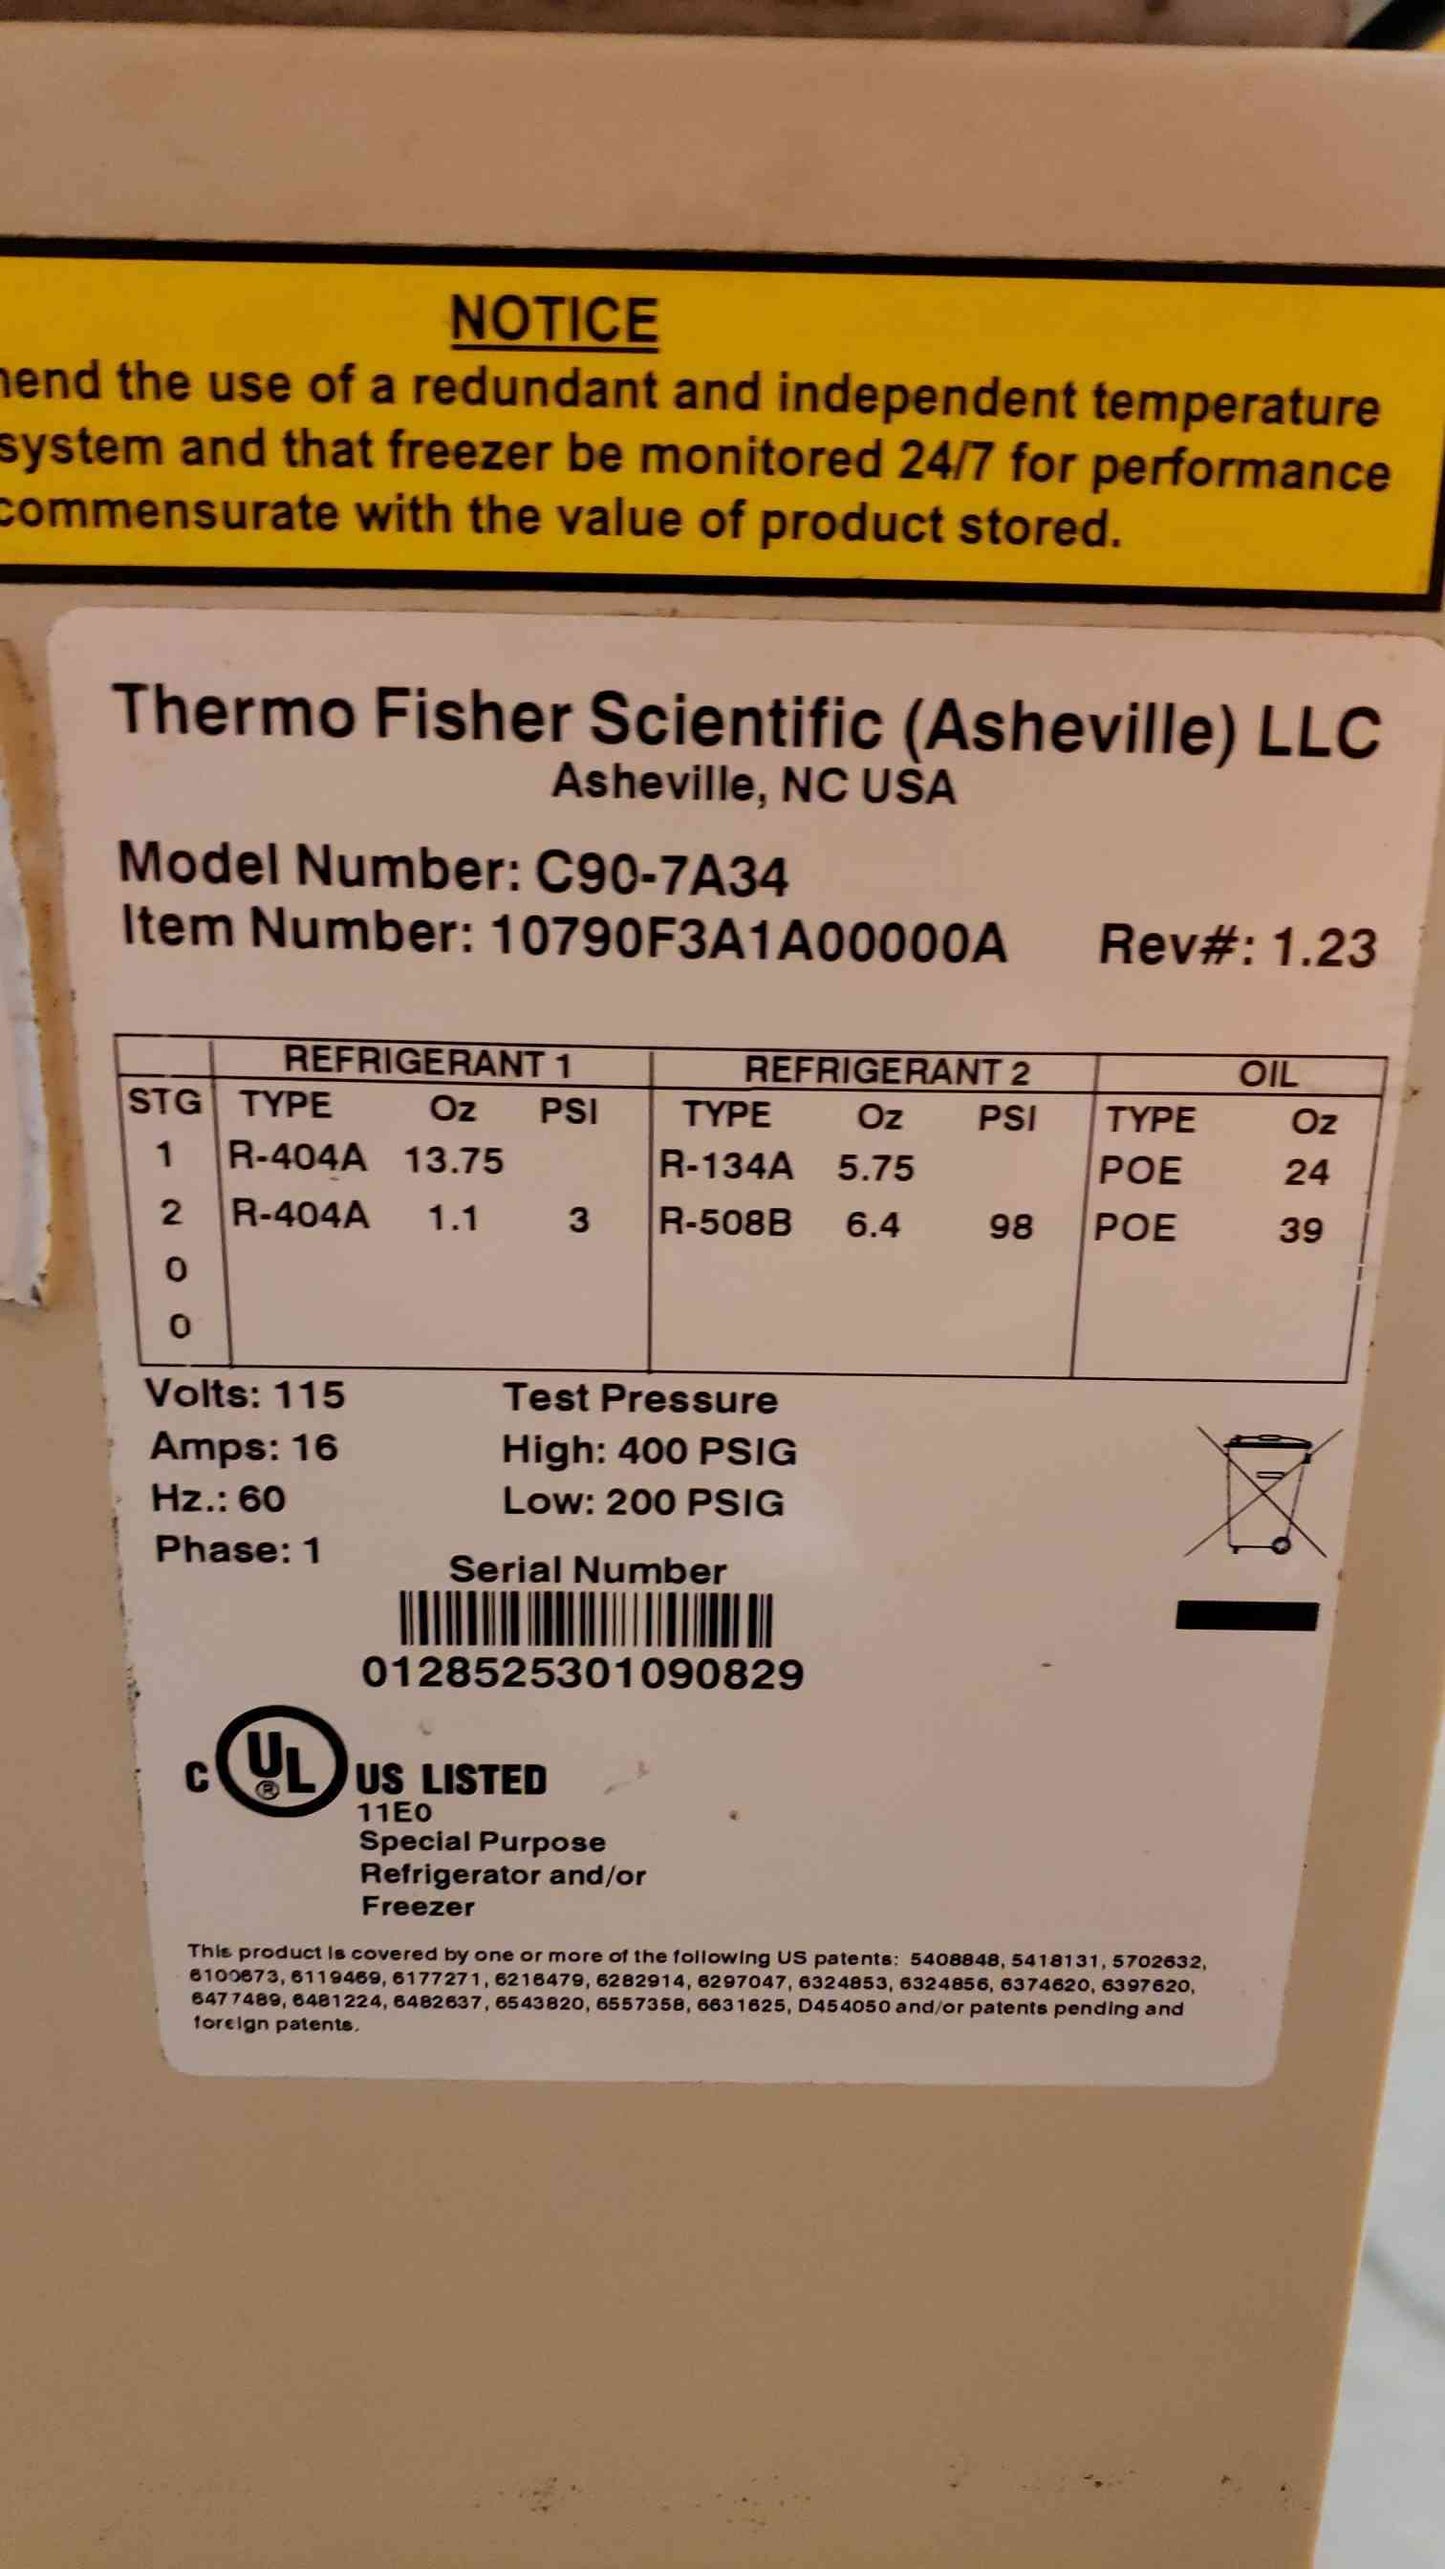 NOTICE
end the use of a redundant and independent temperature
system and that freezer be monitored 24/7 for performance
commensurate with the value of product stored.
Thermo Fisher Scientific (Asheville) LLC
Asheville, NC USA
Model Number: C90-7A34
Item Number: 10790F3A1A00000A Rev#: 1.23
REFRIGERANT 1 REFRIGERANT 2 OIL
STG TYPE Oz PSI TYPE Oz PSI TYPE Oz
1 R-404A 13.75 R-134A 5.75 POE 24
2 R-404A 1.1 3 R-508B 6.4 98 POE 39
0
0
Volts: 115 Test Pressure
Amps: 16 High: 400 PSIG
Hz.: 60 Low: 200 PSIG
Phase: 1
Serial Number
0128525301090829
C UL ® US LISTED
11E0
Special Purpose
Refrigerator and/or
Freezer
This product is covered by one or more of the following US patents: 5408848, 5418131, 5702632,
6100673, 6119469, 6177271, 6216479, 6282914, 6297047, 6324853, 6324856, 6374620, 6397620,
6477489, 6481224, 6482637, 6543820, 6557358, 6631625, D454050 and/or patents pending and
foreign patents.